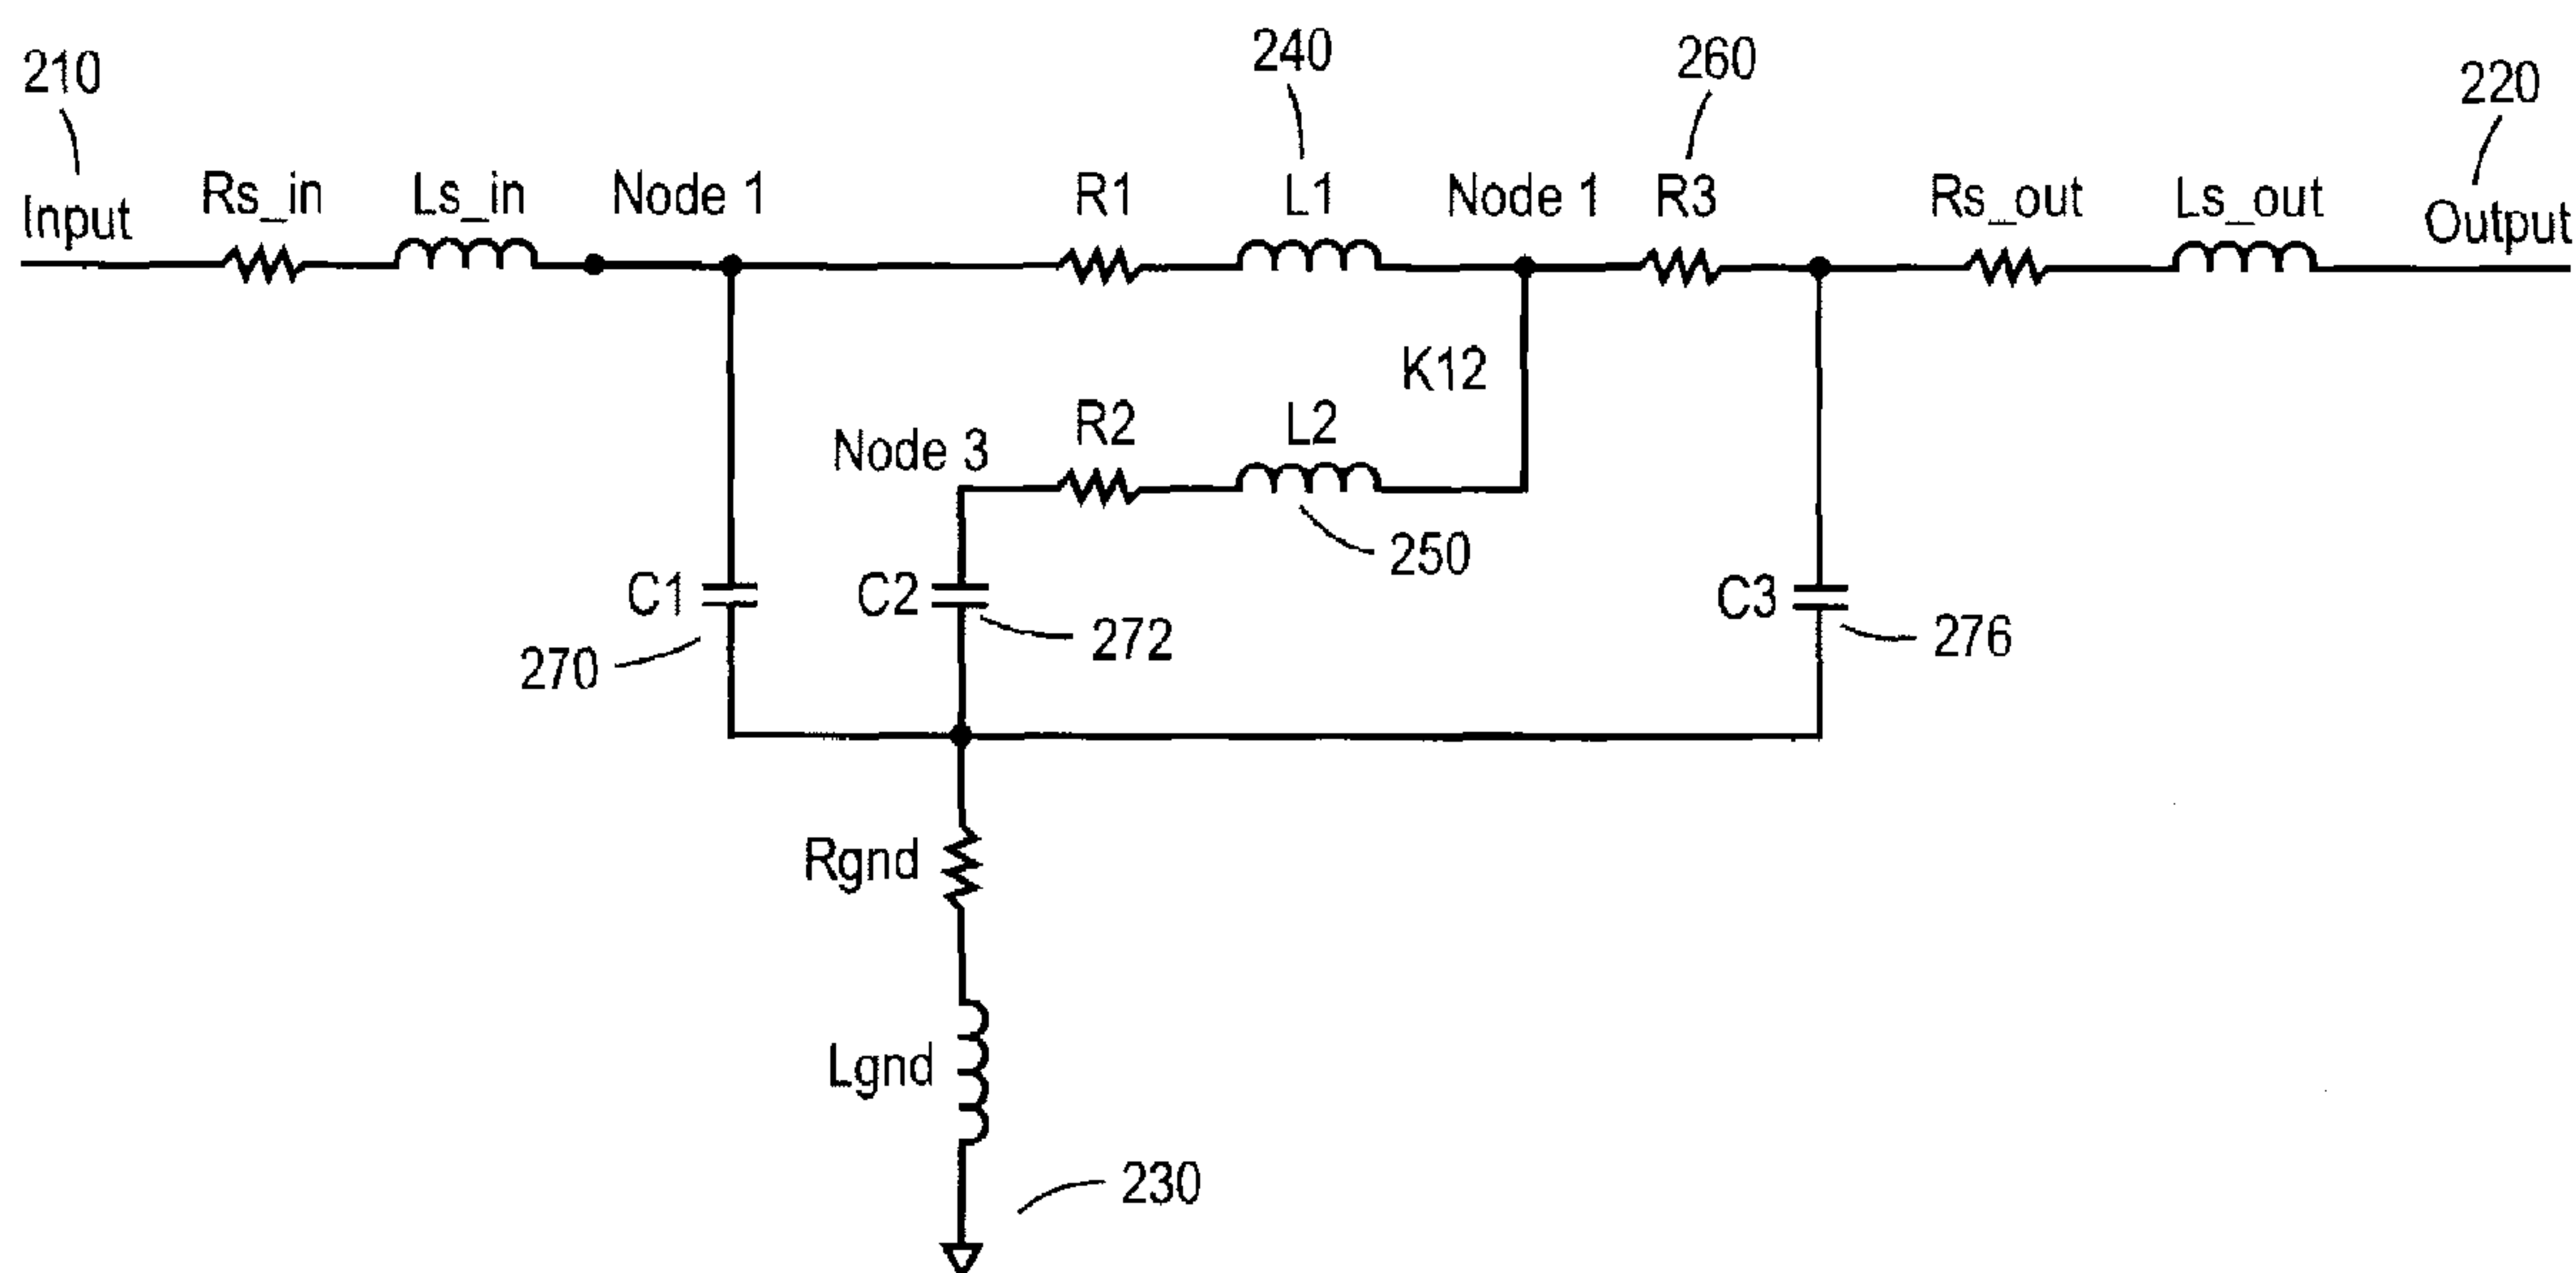 210
240
260
220
Input
Rs_in
Ls_in
Node 1
R1
L1
Node 1
R3
Rs_out
Ls_out
Output
K12
Node 3
R2
L2
250
C1
270
C2
272
C3
276
Rgnd
Lgnd
230